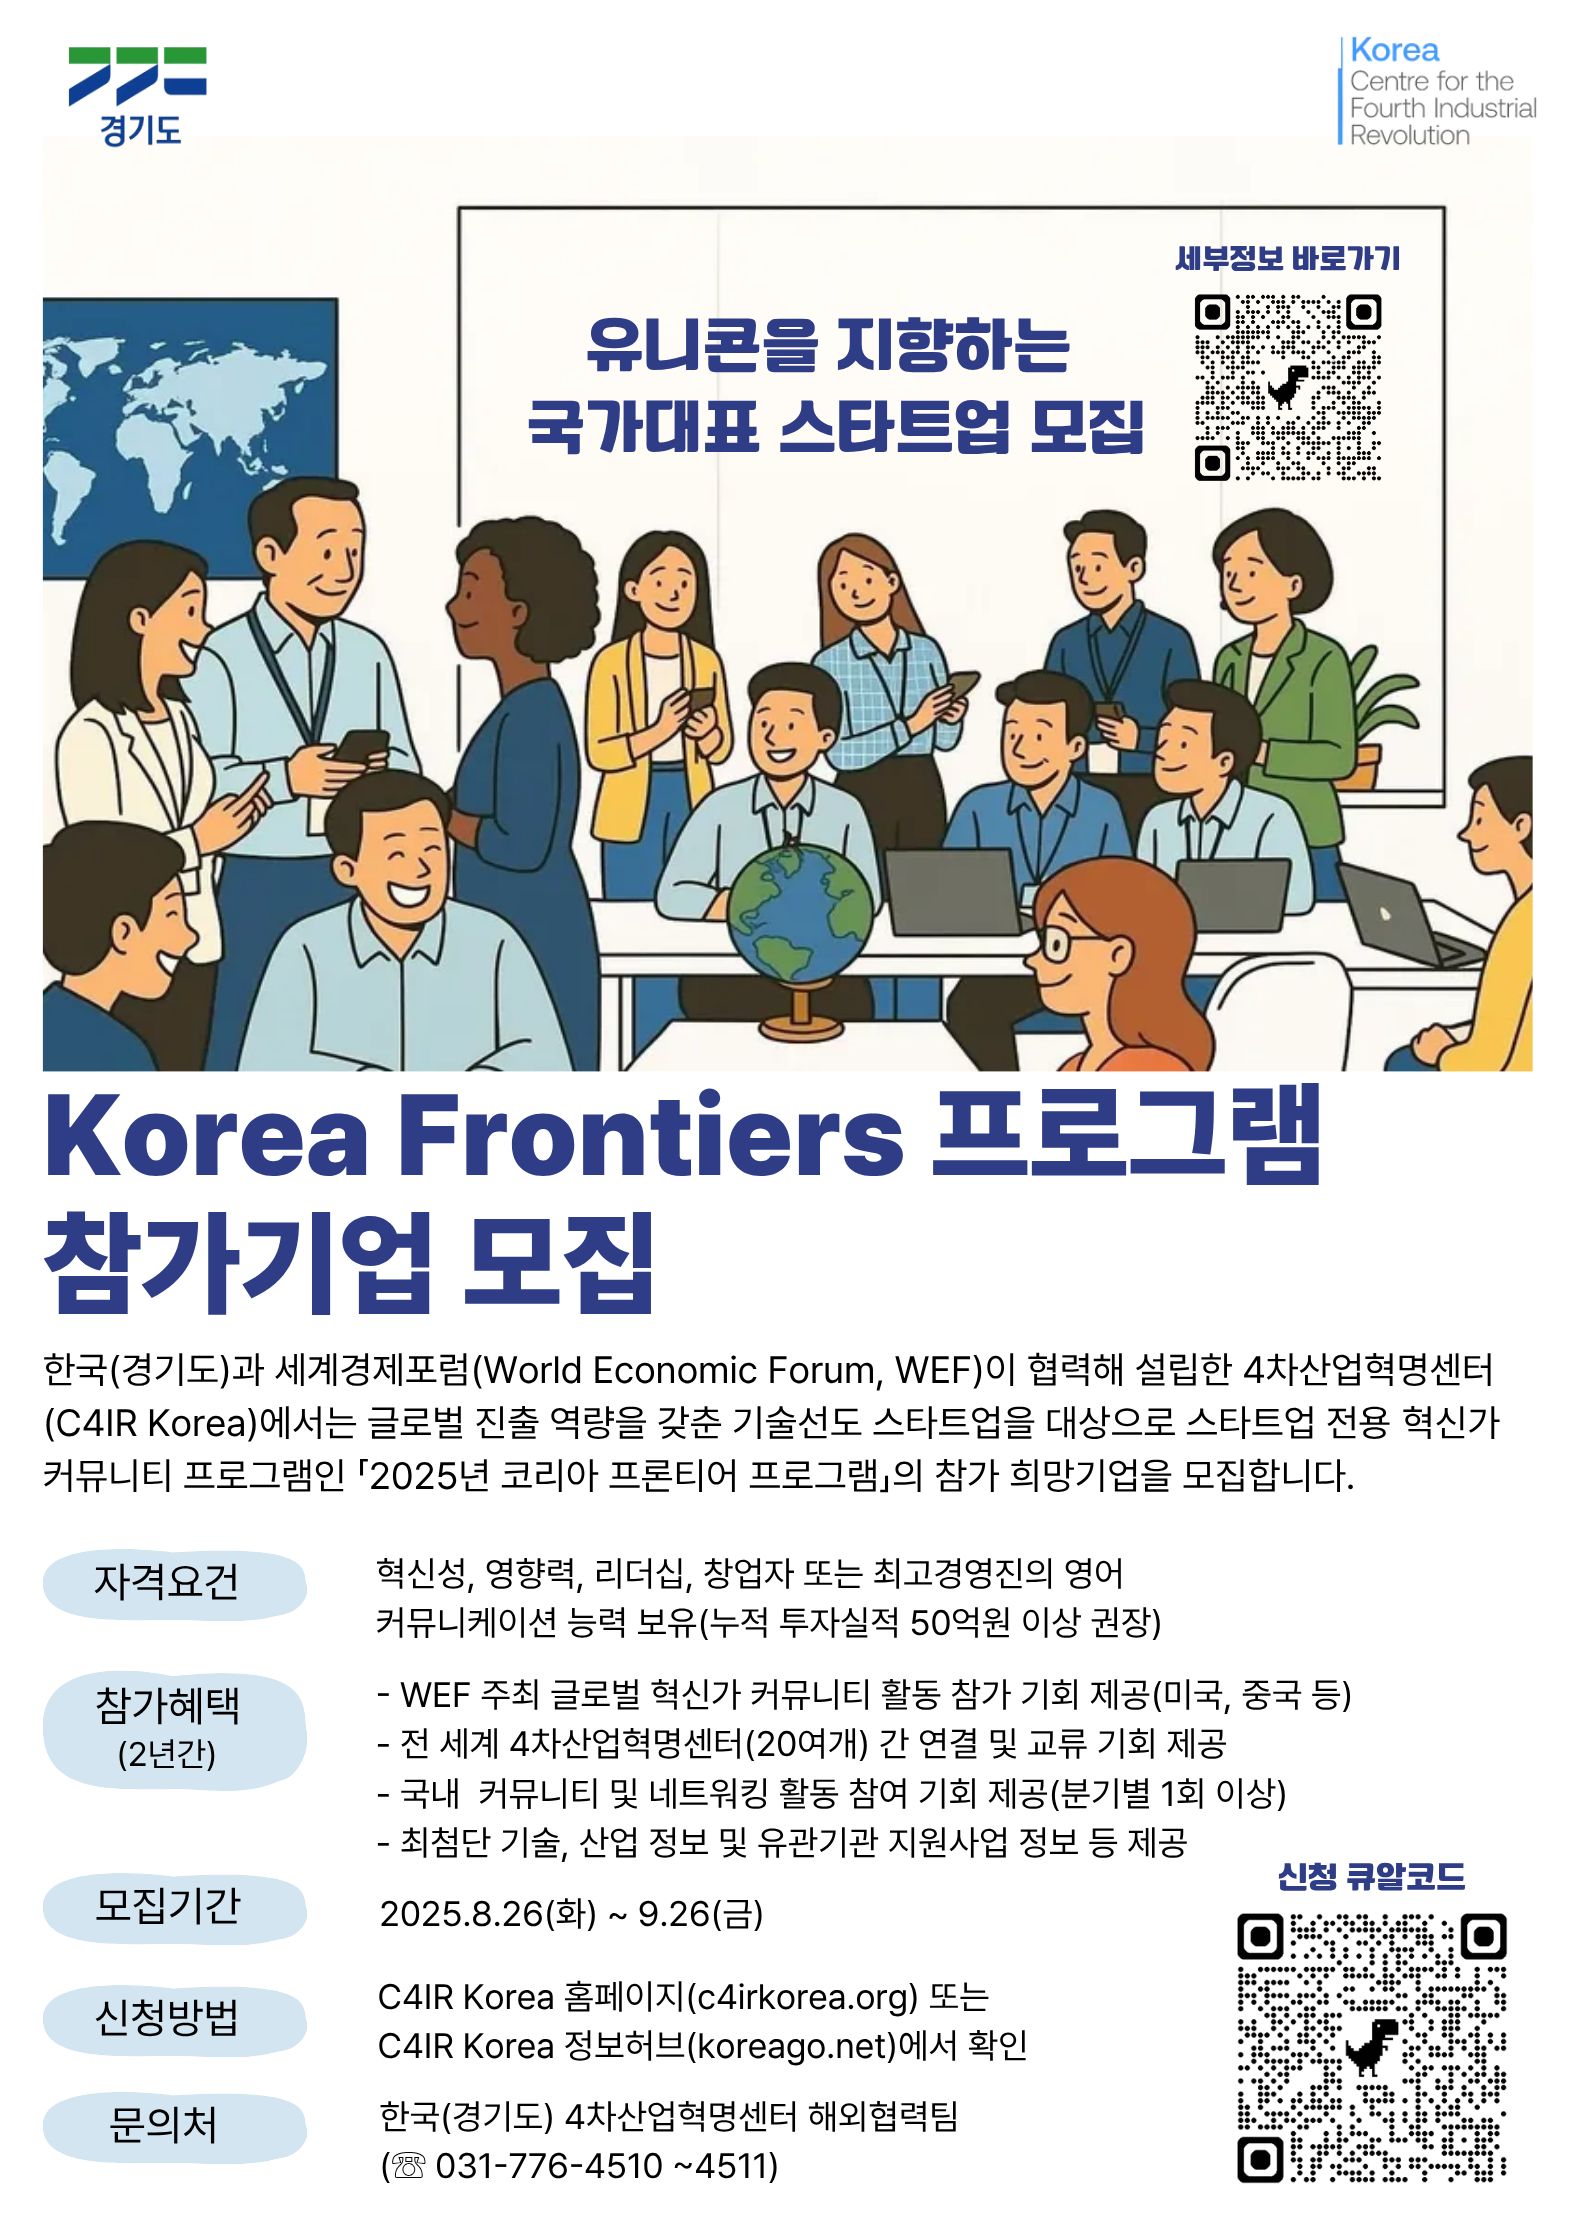 경기도
Korea
Centre for the
Fourth Industrial
Revolution
세부정보 바로가기
유니콘을 지향하는
국가대표 스타트업 모집
Korea Frontiers 프로그램
참가기업 모집
한국(경기도)과 세계경제포럼(World Economic Forum, WEF)이 협력해 설립한 4차산업혁명센터
(C4IR Korea)에서는 글로벌 진출 역량을 갖춘 기술선도 스타트업을 대상으로 스타트업 전용 혁신가
커뮤니티 프로그램인 「2025년 코리아 프론티어 프로그램」의 참가 희망기업을 모집합니다.
자격요건
혁신성, 영향력, 리더십, 창업자 또는 최고경영진의 영어
커뮤니케이션 능력 보유(누적 투자실적 50억원 이상 권장)
참가혜택
(2년간)
- WEF 주최 글로벌 혁신가 커뮤니티 활동 참가 기회 제공(미국, 중국 등)
- 전 세계 4차산업혁명센터(20여개) 간 연결 및 교류 기회 제공
- 국내 커뮤니티 및 네트워킹 활동 참여 기회 제공(분기별 1회 이상)
- 최첨단 기술, 산업 정보 및 유관기관 지원사업 정보 등 제공
모집기간
2025.8.26(화) ~ 9.26(금)
신청방법
C4IR Korea 홈페이지(c4irkorea.org) 또는
C4IR Korea 정보허브(koreago.net)에서 확인
문의처
한국(경기도) 4차산업혁명센터 해외협력팀
(☏ 031-776-4510 ~4511)
신청 큐알코드